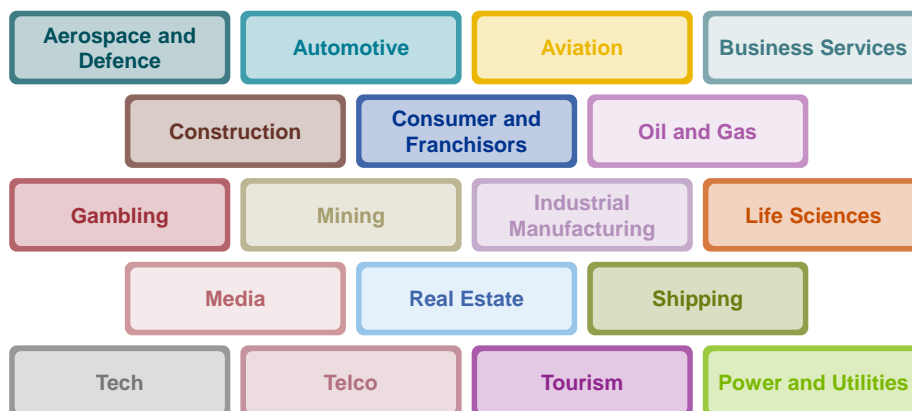 Aerospace and
Defence
Automotive
Aviation
Business Services
Construction
Consumer and
Franchisors
Oil and Gas
Gambling
Mining
Industrial
Manufacturing
Life Sciences
Media
Real Estate
Shipping
Tech
Telco
Tourism
Power and Utilities